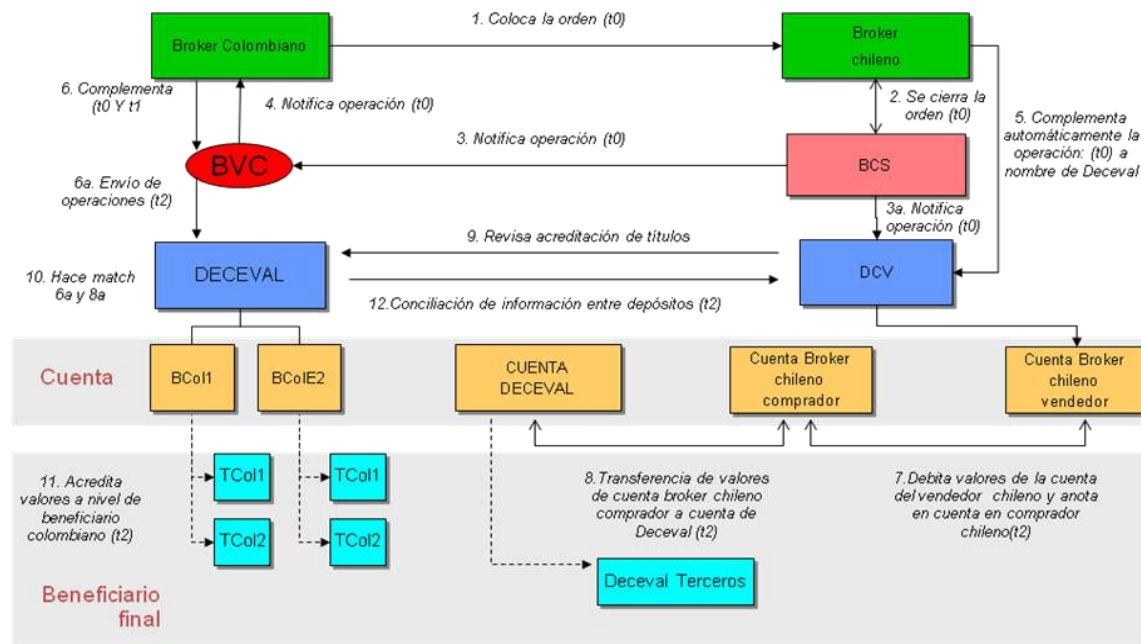 1. Coloca la orden (t0)
Broker Colombiano
Broker
chileno
6. Complementa
(t0 Y t1
4. Notifica operación (t0)
2. Se cierra la
orden (t0)
5. Complementa
automáticamente la
operación: (t0) a
nombre de Deceval
3. Notifica operación (t0)
BVC
BCS
6a. Envío de
operaciones (t2)
3a. Notifica
operación (t0)
9. Revisa acreditación de títulos
10. Hace match
6a y 8a
DECEVAL
DCV
12.Conciliación de información entre depósitos (t2)
Cuenta
BCol1
BColE2
CUENTA
DECEVAL
Cuenta Broker
chileno
comprador
Cuenta Broker
chileno
vendedor
11. Acredita
valores a nivel de
beneficiario
colombiano (t2)
TCol1
TCol1
TCol2
TCol2
8.Transferencia de valores
de cuenta broker chileno
comprador a cuenta de
Deceval (t2)
7.Debita valores de la cuenta
del vendedor chileno y anota
en cuenta en comprador
chileno(t2)
Deceval Terceros
Beneficiario
final